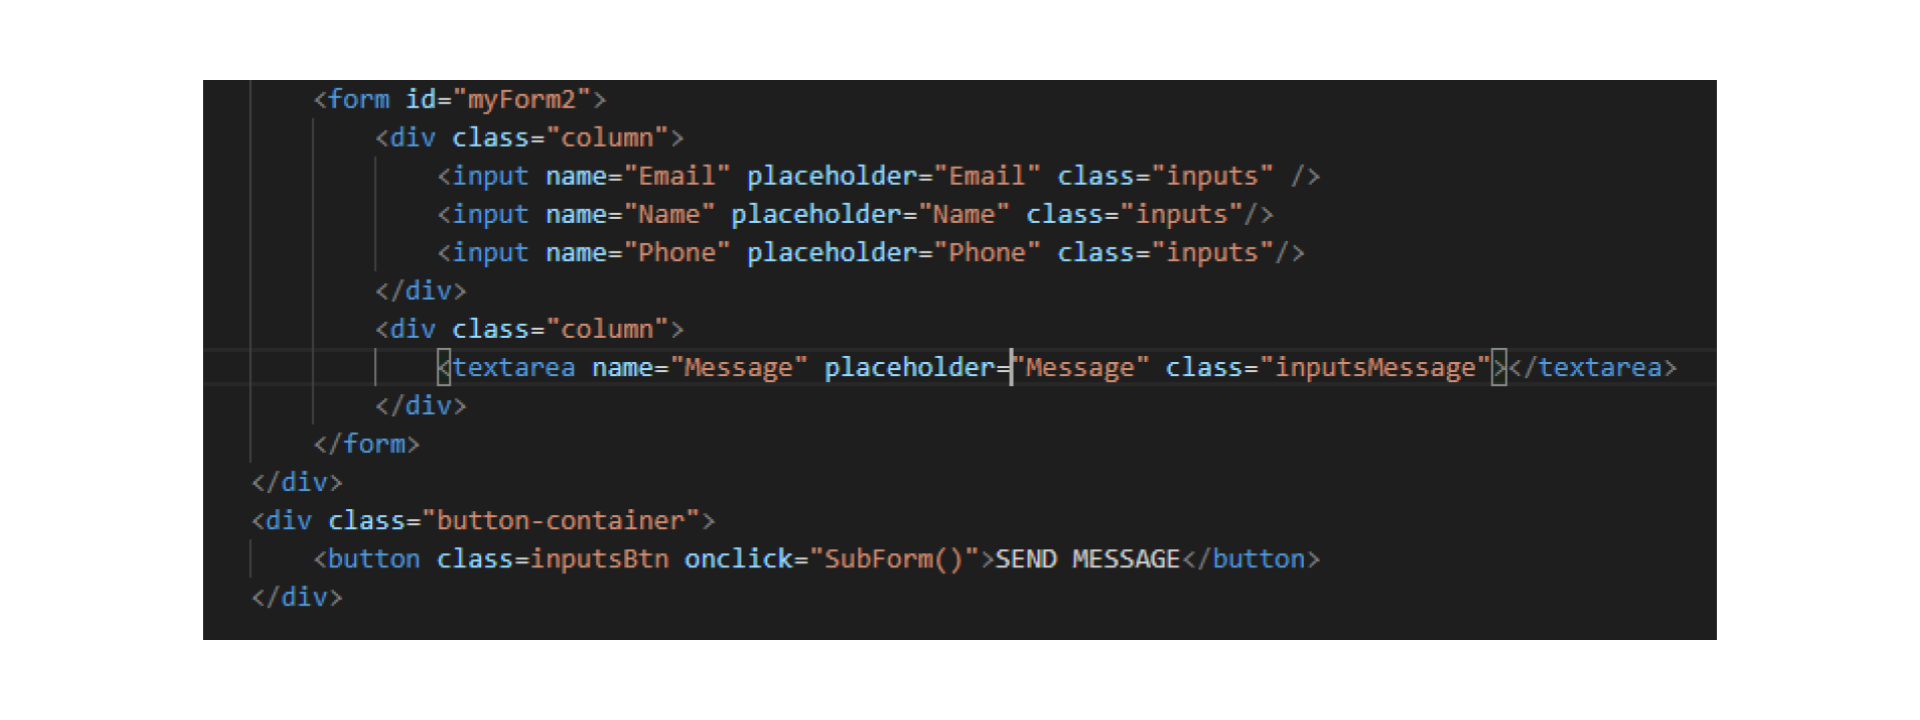 <form id="myForm2">
<div class="column">
<input name="Email" placeholder="Email" class="inputs" />
<input name="Name" placeholder="Name" class="inputs"/>
<input name="Phone" placeholder="Phone" class="inputs"/>
</div>
<div class="column">
<textarea name="Message" placeholder="Message" class="inputsMessage"></textarea>
</div>
</form>
</div>
<div class="button-container">
<button class=inputsBtn onclick="SubForm()">SEND MESSAGE</button>
</div>